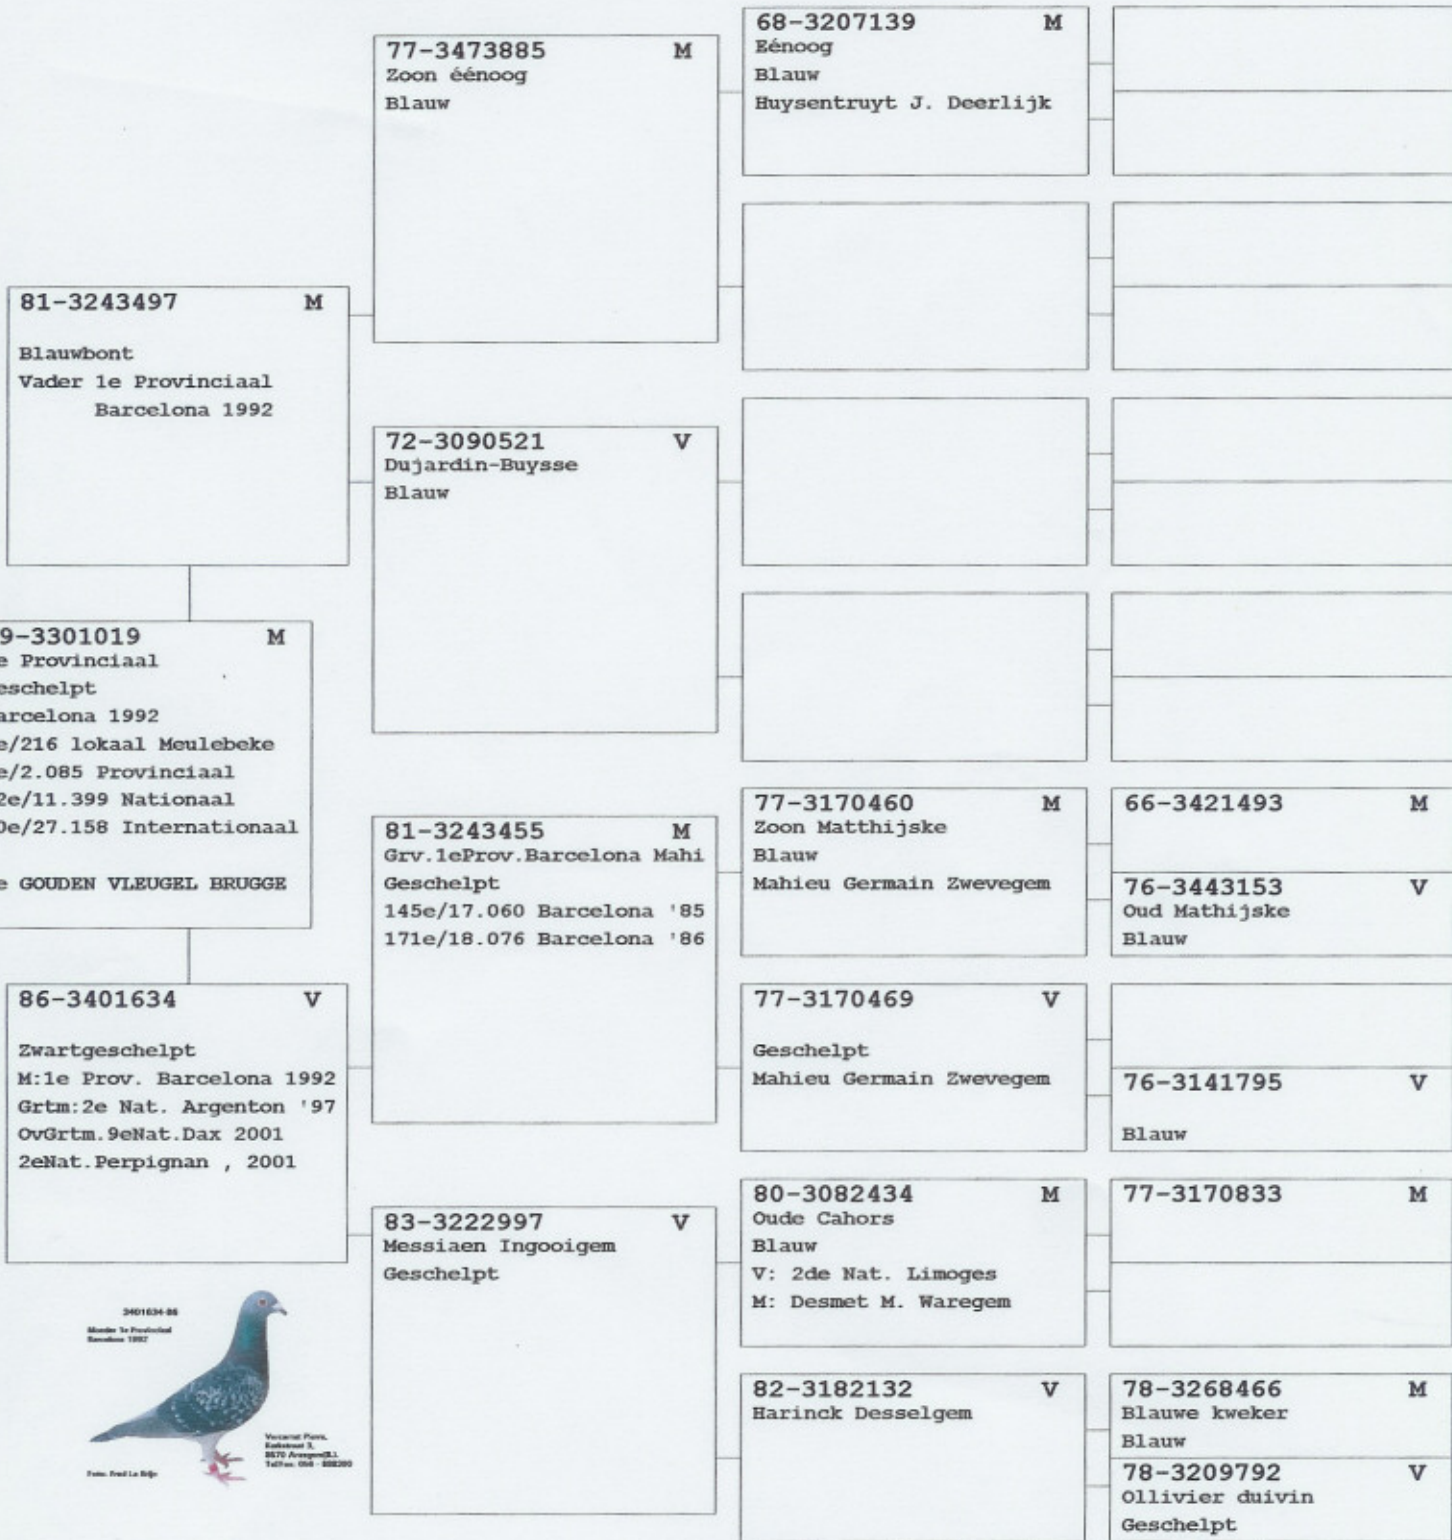 68-3207139 M
Eénoog
Blauw
Huysentruyt J. Deerlijk
77-3473885 M
Zoon éénoog
Blauw
81-3243497 M
Blauwbont
Vader 1e Provinciaal
Barcelona 1992
72-3090521 V
Dujardin-Buysse
Blauw
9-3301019 M
e Provinciaal
eschelpt
arcelona 1992
e/216 lokaal Meulebeke
e/2.085 Provinciaal
2e/11.399 Nationaal
0e/27.158 Internationaal
e GOUDEN VLEUGEL BRUGGE
81-3243455 M
Grv.1eProv.Barcelona Mahi
Geschelpt
145e/17.060 Barcelona '85
171e/18.076 Barcelona '86
77-3170460 M
Zoon Matthijske
Blauw
Mahieu Germain Zwevegem
66-3421493 M
76-3443153 V
Oud Mathijske
Blauw
86-3401634 V
Zwartgeschelpt
M:1e Prov. Barcelona 1992
Grtm:2e Nat. Argenton '97
OvGrtm.9eNat.Dax 2001
2eNat.Perpignan , 2001
77-3170469 V
Geschelpt
Mahieu Germain Zwevegem
76-3141795 V
Blauw
83-3222997 V
Messiaen Ingooigem
Geschelpt
80-3082434 M
Oude Cahors
Blauw
V: 2de Nat. Limoges
M: Desmet M. Waregem
77-3170833 M
82-3182132 V
Harinck Desselgem
78-3268466 M
Blauwe kweker
Blauw
78-3209792 V
Ollivier duivin
Geschelpt
3401634-86
Moeder 1e Provinciaal
Barcelona 1992